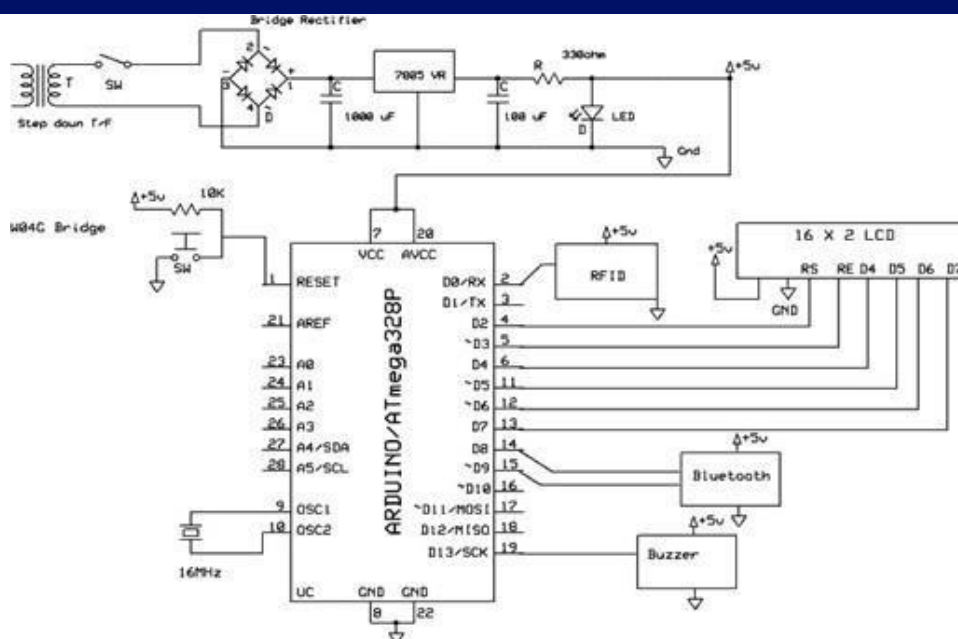 Bridge Rectifier
2
-
-
3
+
1
4
~
D
T
SW
Step down T/F
C
1000 uF
7805 VR
C
100 uF
R
330ohm
D
LED
+5v
Gnd
+5v
10K
W04G Bridge
SW
7
20
VCC
AVCC
1
RESET
21
AREF
23
A0
24
A1
25
A2
26
A3
27
A4/SDA
28
A5/SCL
9
OSC1
10
OSC2
16MHz
UC
GND
GND
8
22
ARDUINO/ATmega328P
D0/RX
2
D1/TX
3
D2
4
~D3
5
D4
6
~D5
11
~D6
12
D7
13
D8
14
~D9
15
~D10
16
~D11/MOSI
17
D12/MISO
18
D13/SCK
19
+5v
RFID
+5v
16 X 2 LCD
RS
RE
D4
D5
D6
D7
GND
+5v
Bluetooth
+5v
Buzzer